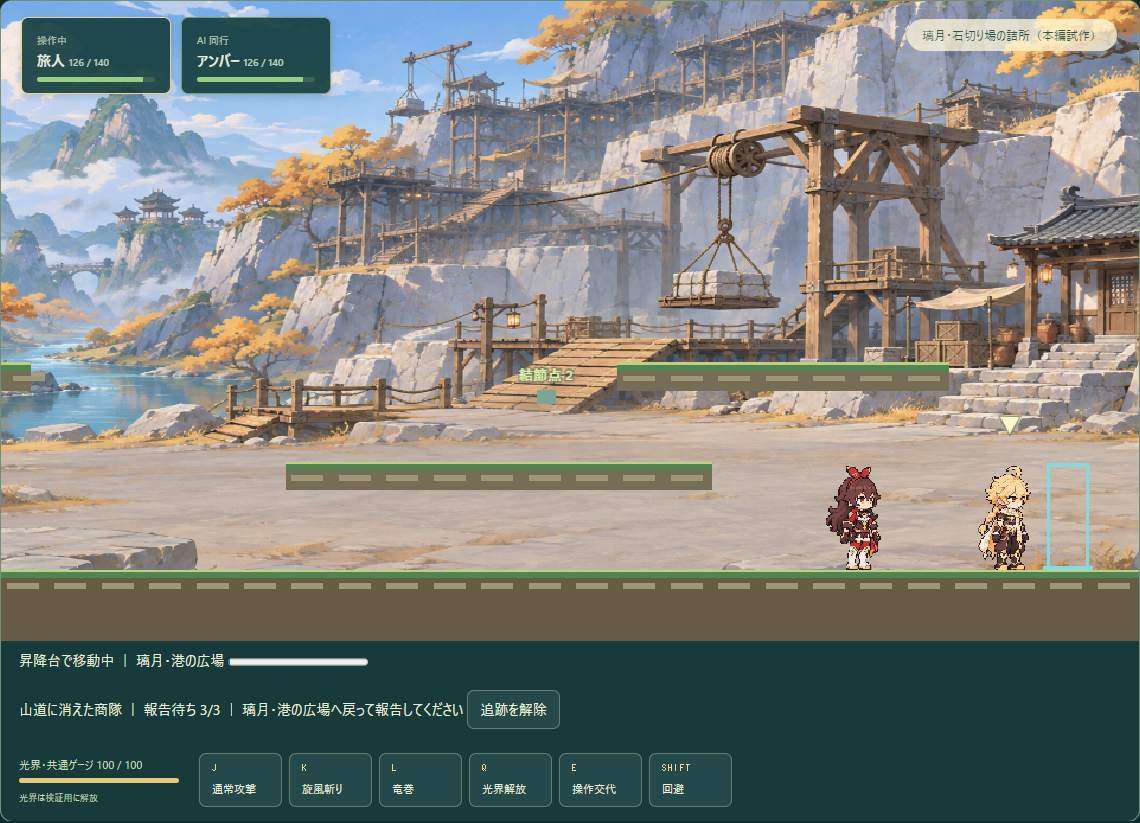 操作中
旅人 126 / 140
AI 同行
アンバー 126 / 140
璃月・石切り場の詰所（本編試作）
結節点 2
昇降台で移動中 ｜ 璃月・港の広場
山道に消えた商隊 ｜ 報告待ち 3/3 ｜ 璃月・港の広場へ戻って報告してください
追跡を解除
光界・共通ゲージ 100 / 100
光界は検証用に解放
J
通常攻撃
K
旋風斬り
L
竜巻
Q
光界解放
E
操作交代
SHIFT
回避